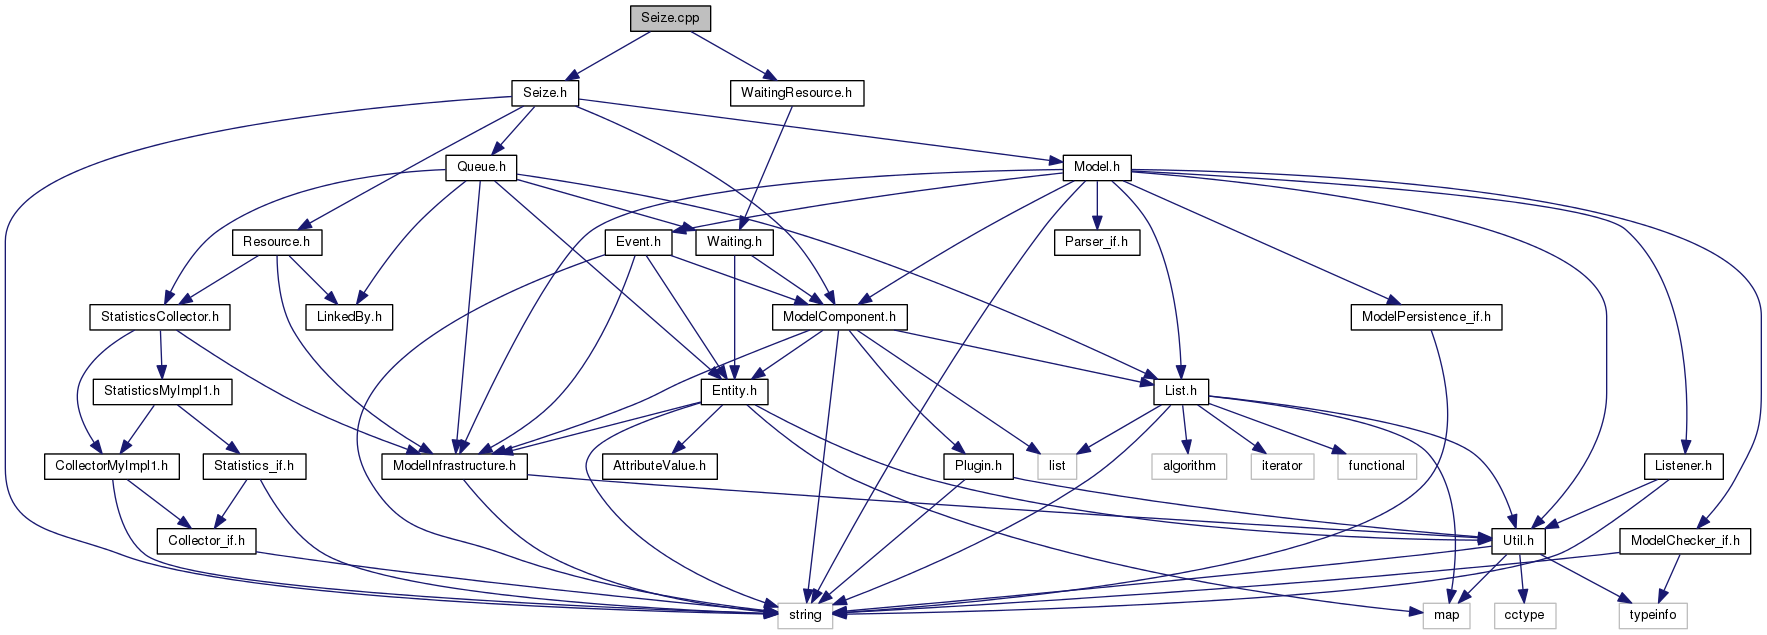 Seize.cpp
Seize.h
WaitingResource.h
Queue.h
Model.h
Resource.h
Event.h
Waiting.h
Parser_if.h
StatisticsCollector.h
LinkedBy.h
ModelComponent.h
ModelPersistence_if.h
StatisticsMyImpl1.h
Entity.h
List.h
CollectorMyImpl1.h
Statistics_if.h
ModelInfrastructure.h
AttributeValue.h
Plugin.h
list
algorithm
iterator
functional
Listener.h
Collector_if.h
Util.h
ModelChecker_if.h
string
map
cctype
typeinfo